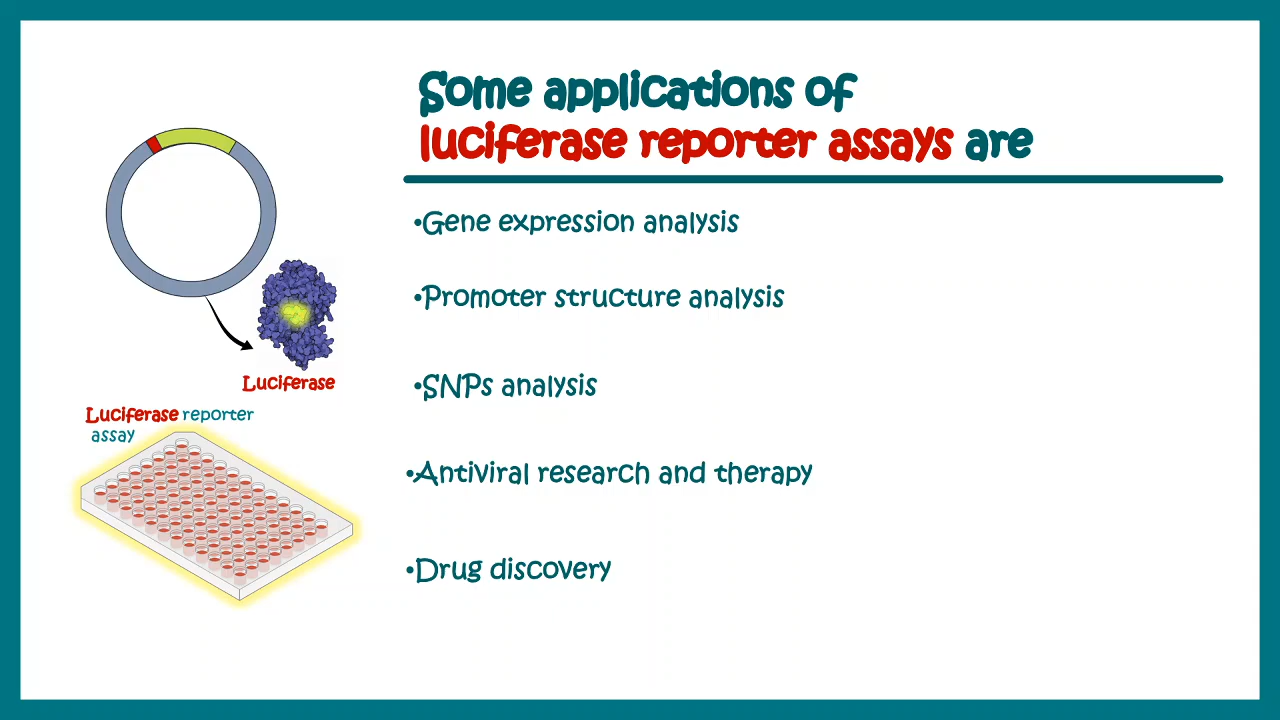 Some applications of
luciferase reporter assays are
•Gene expression analysis
•Promoter structure analysis
•SNPs analysis
•Antiviral research and therapy
•Drug discovery
Luciferase
Luciferase reporter
assay